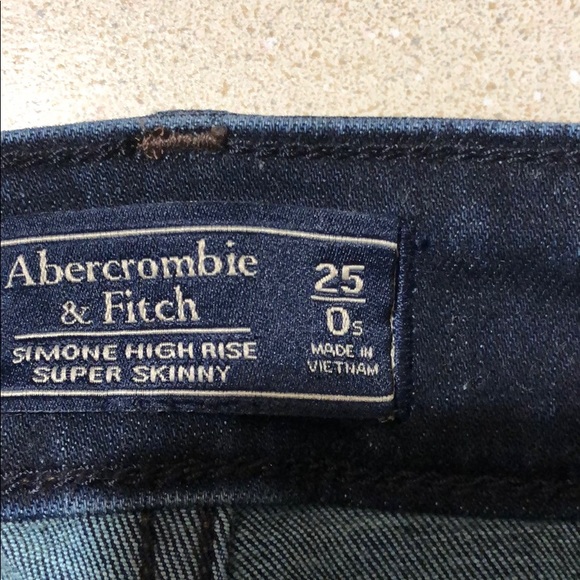 Abercrombie
& Fitch
SIMONE HIGH RISE
SUPER SKINNY
25
0s
MADE IN
VIETNAM